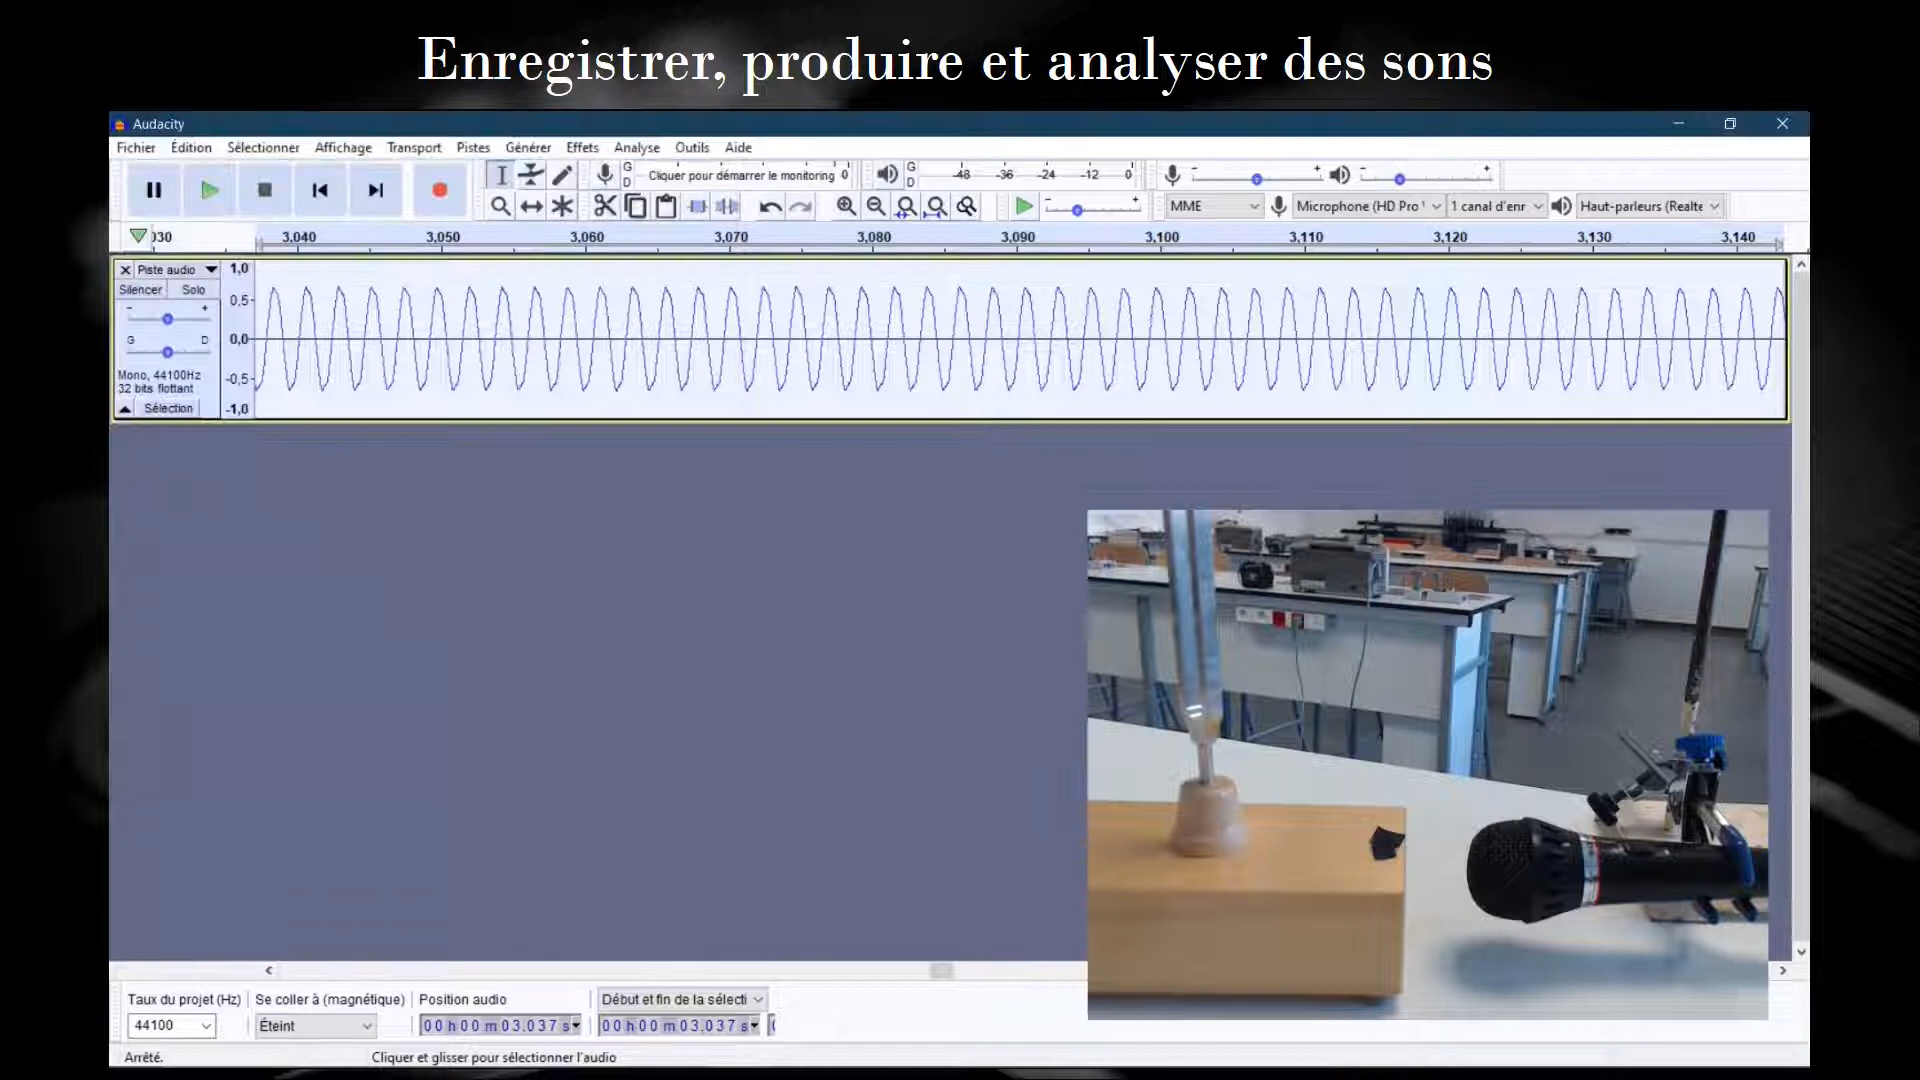 Enregistrer, produire et analyser des sons
Audacity
Fichier Édition Sélectionner Affichage Transport Pistes Générer Effets Analyse Outils Aide
G
D
Cliquer pour démarrer le monitoring 0
G
D
-48 -36 -24 -12 0
- +
- +
- +
MME
Microphone (HD Pro
1 canal d'enr
Haut-parleurs (Realte
3,040 3,050 3,060 3,070 3,080 3,090 3,100 3,110 3,120 3,130 3,140
Piste audio
Silencer Solo
- +
G D
Mono, 44100Hz
32 bits flottant
Sélection
1,0
0,5
0,0
-0,5
-1,0
Taux du projet (Hz) Se coller à (magnétique) Position audio Début et fin de la sélecti
44100 Éteint 00 h 00 m 03.037 s 00 h 00 m 03.037 s
Arrêté. Cliquer et glisser pour sélectionner l'audio